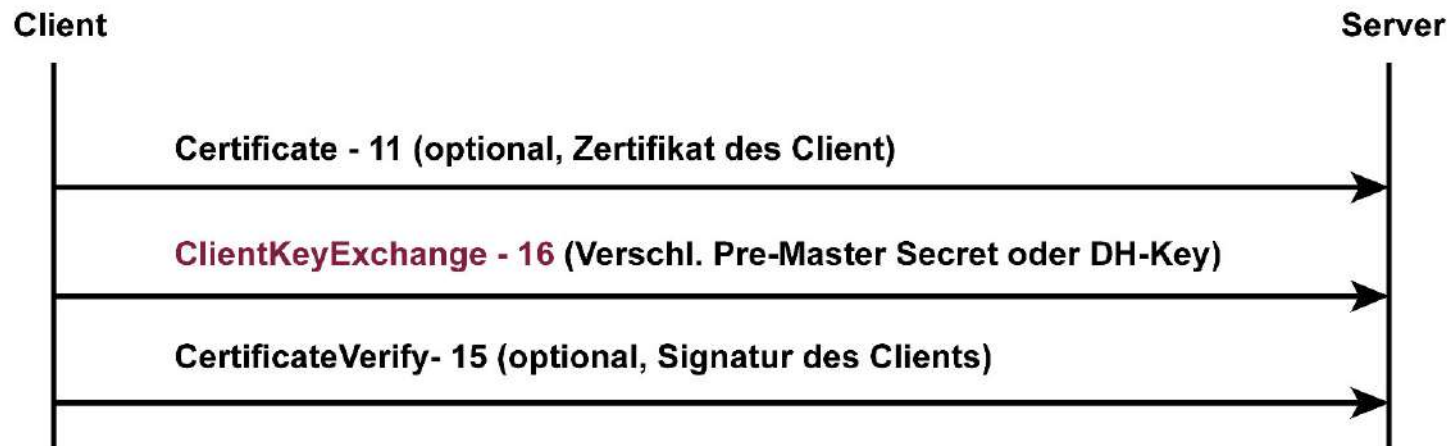 Client
Server
Certificate - 11 (optional, Zertifikat des Client)
ClientKeyExchange - 16 (Verschl. Pre-Master Secret oder DH-Key)
CertificateVerify- 15 (optional, Signatur des Clients)